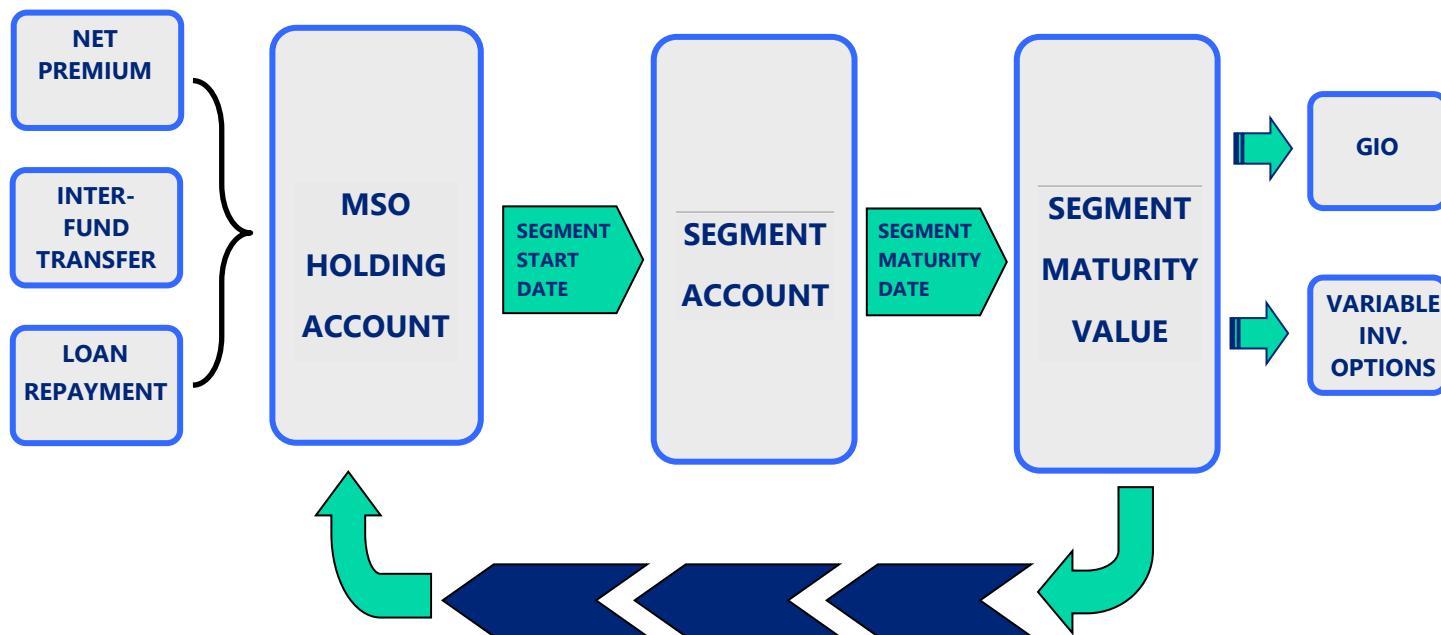 NET
PREMIUM
INTER-
FUND
TRANSFER
LOAN
REPAYMENT
MSO
HOLDING
ACCOUNT
SEGMENT
START
DATE
SEGMENT
ACCOUNT
SEGMENT
MATURITY
DATE
SEGMENT
MATURITY
VALUE
GIO
VARIABLE
INV.
OPTIONS